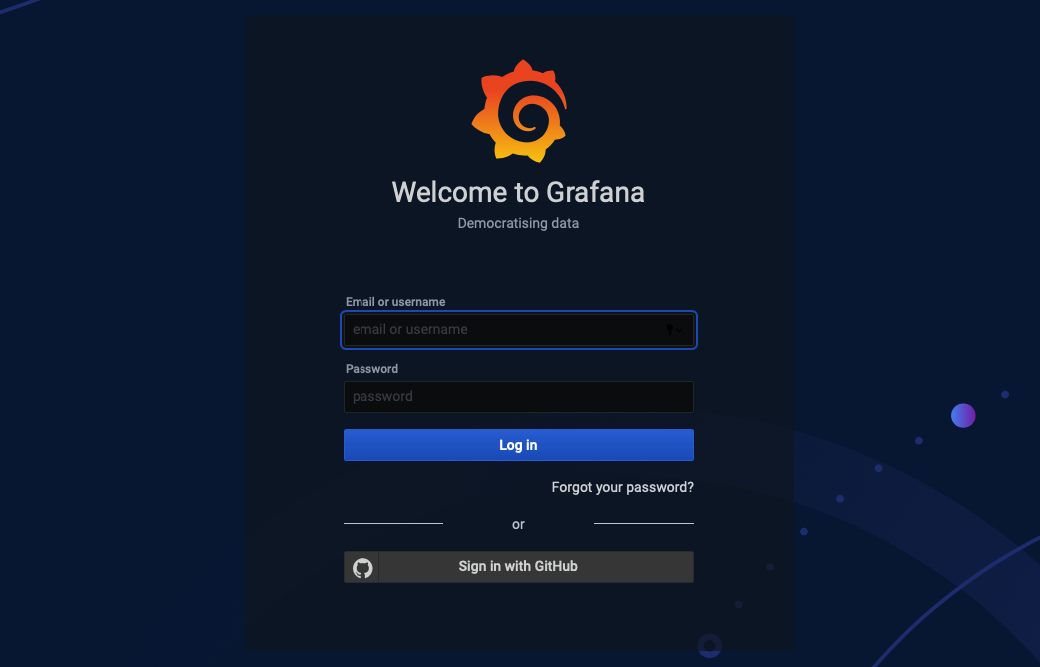 Welcome to Grafana
Democratising data
Email or username
email or username
Password
password
Log in
Forgot your password?
or
Sign in with GitHub